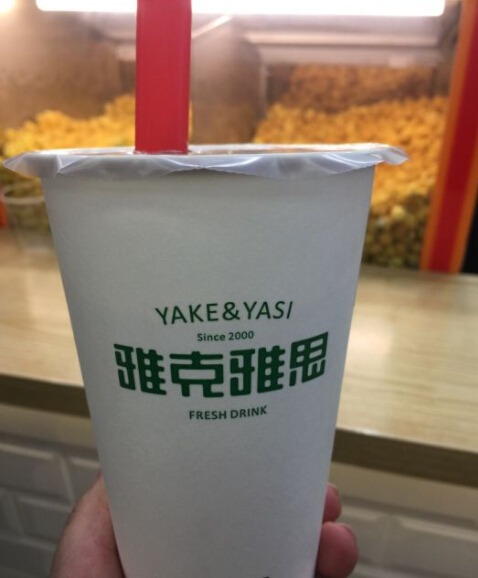 YAKE&YASI
Since 2000
雅克雅思
FRESH DRINK